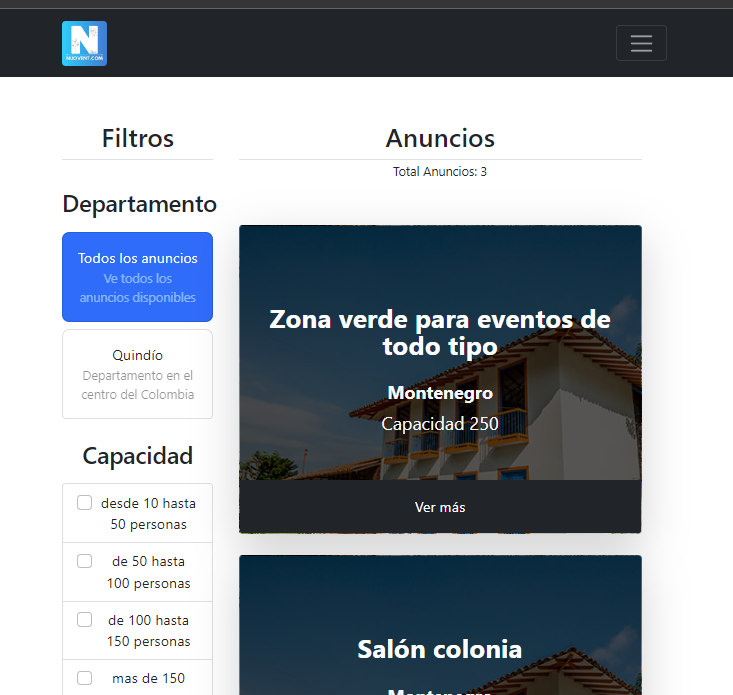 N
NUOVENT.COM
Filtros
Departamento
Todos los anuncios
Ve todos los
anuncios disponibles
Quindío
Departamento en el
centro del Colombia
Capacidad
desde 10 hasta
50 personas
de 50 hasta
100 personas
de 100 hasta
150 personas
mas de 150
Anuncios
Total Anuncios: 3
Zona verde para eventos de
todo tipo
Montenegro
Capacidad 250
Ver más
Salón colonia
Montenegro